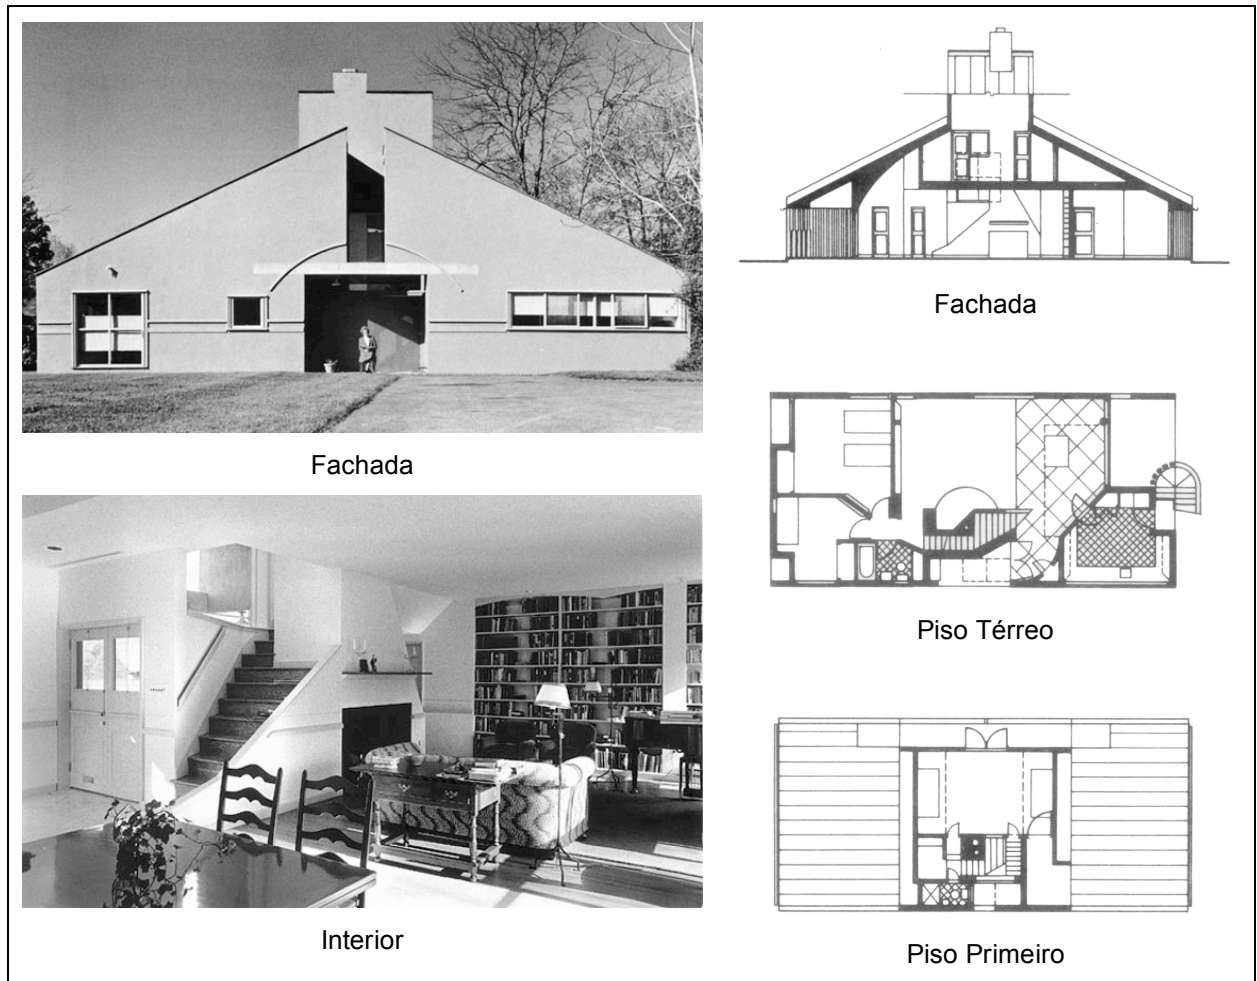 Fachada
Fachada
Piso Térreo
Interior
Piso Primeiro